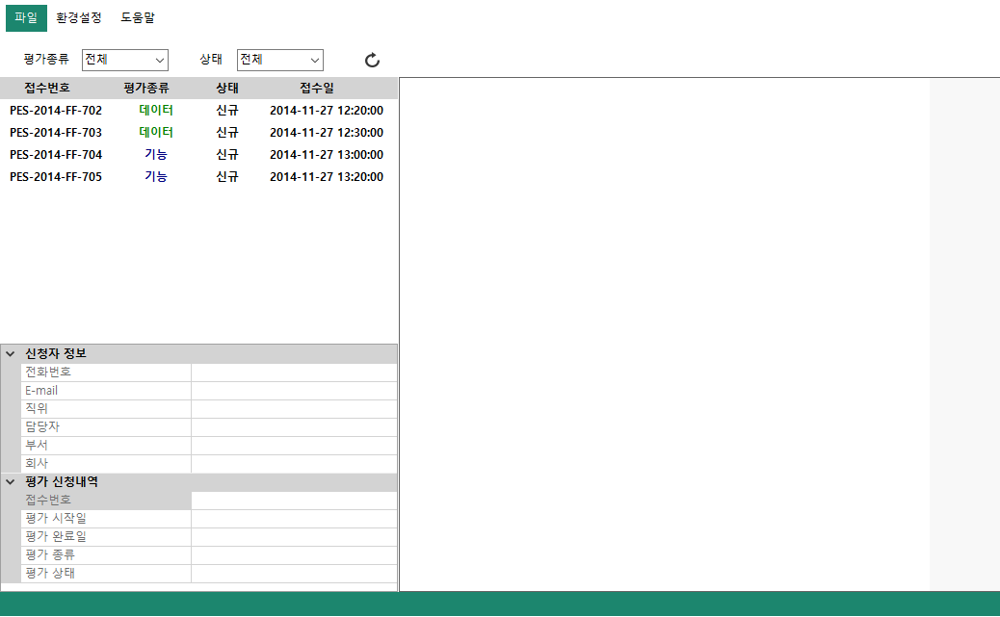 파일 환경설정 도움말
평가종류 전체 상태 전체
접수번호 평가종류 상태 접수일
PES-2014-FF-702 데이터 신규 2014-11-27 12:20:00
PES-2014-FF-703 데이터 신규 2014-11-27 12:30:00
PES-2014-FF-704 기능 신규 2014-11-27 13:00:00
PES-2014-FF-705 기능 신규 2014-11-27 13:20:00
신청자 정보
전화번호
E-mail
직위
담당자
부서
회사
평가 신청내역
접수번호
평가 시작일
평가 완료일
평가 종류
평가 상태